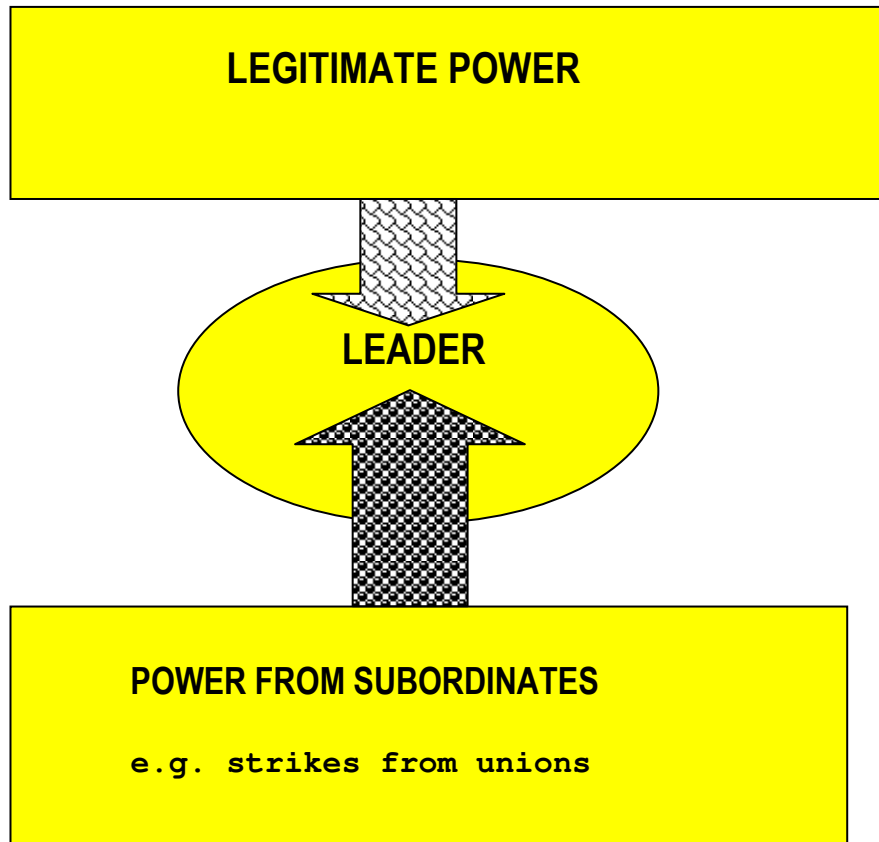 LEGITIMATE POWER
LEADER
POWER FROM SUBORDINATES
e.g. strikes from unions